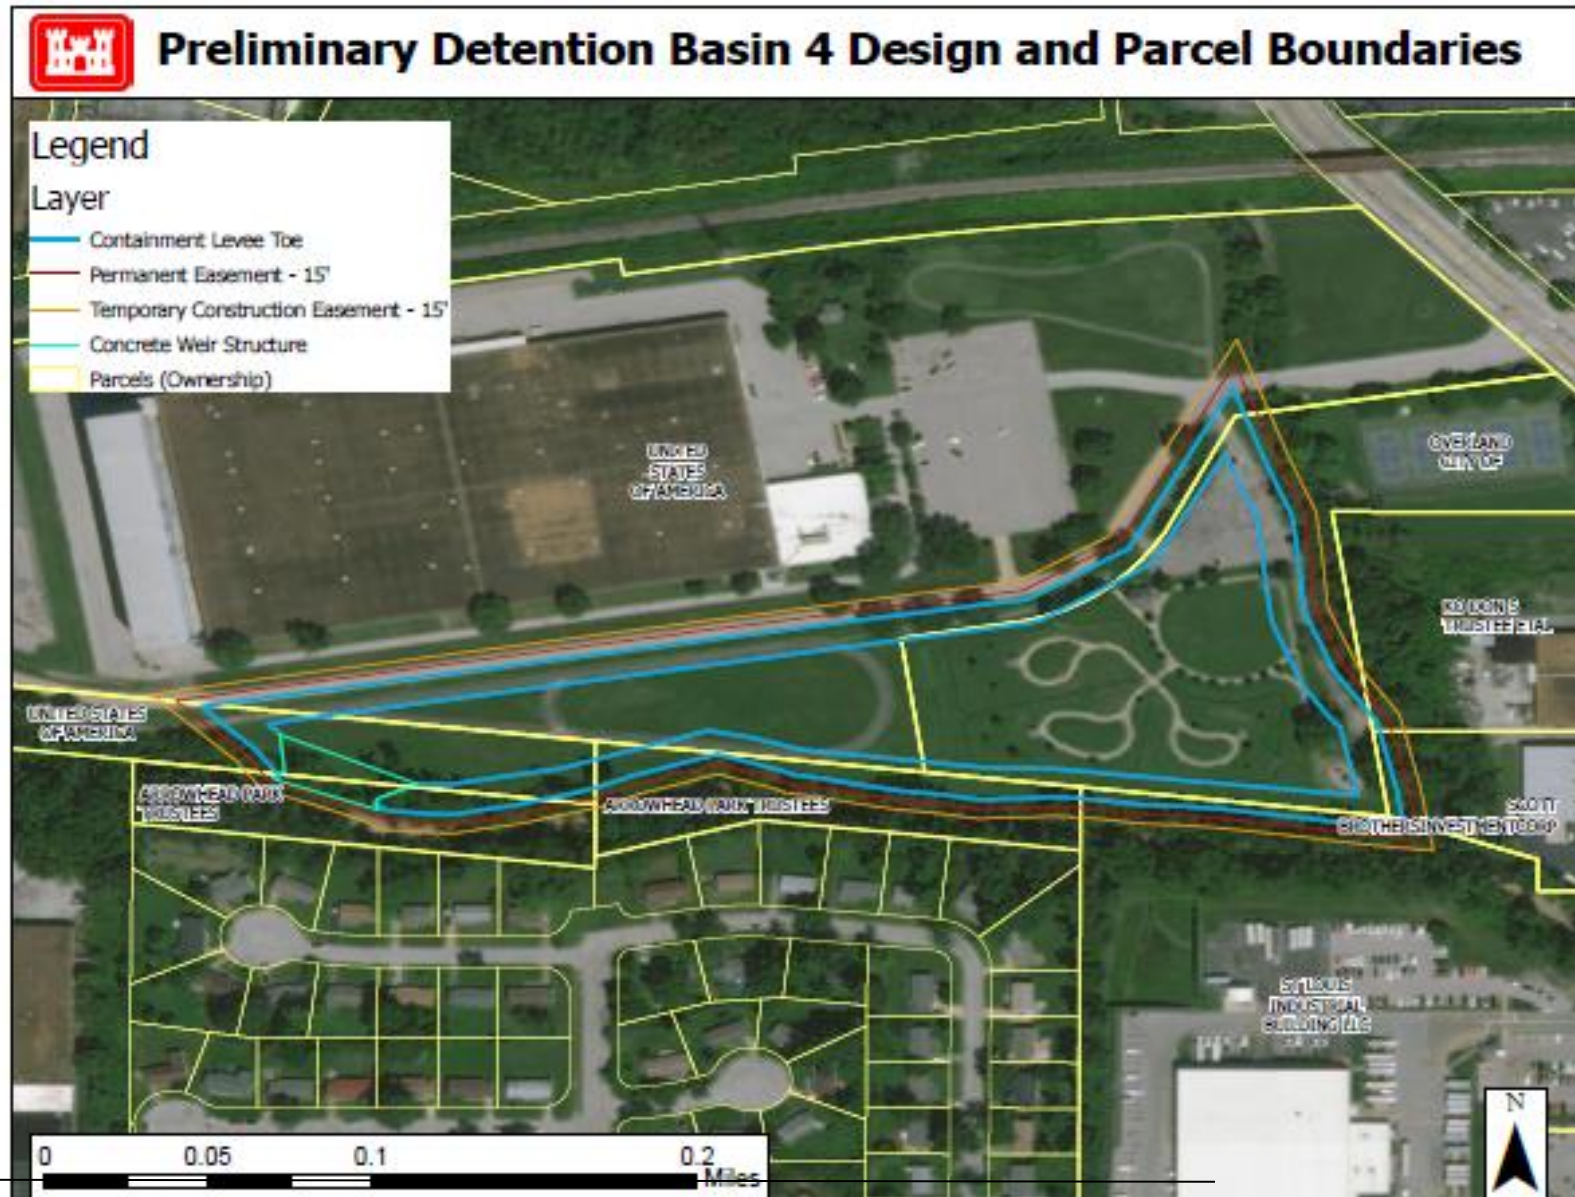 Preliminary Detention Basin 4 Design and Parcel Boundaries
Legend
Layer
Containment Levee Toe
Permanent Easement - 15'
Temporary Construction Easement - 15'
Concrete Weir Structure
Parcels (Ownership)
UNITED
STATES
OF AMERICA
OVERLAND
CITY OF
KO DON S
TRUSTEE ETAL
UNITED STATES
OF AMERICA
ARROWHEAD PARK
TRUSTEES
ARROWHEAD PARK TRUSTEES
SCOTT
BROTHERS INVESTMENT CORP
ST LOUIS
INDUSTRIAL
BUILDING LLC
N
0 0.05 0.1 0.2
Miles